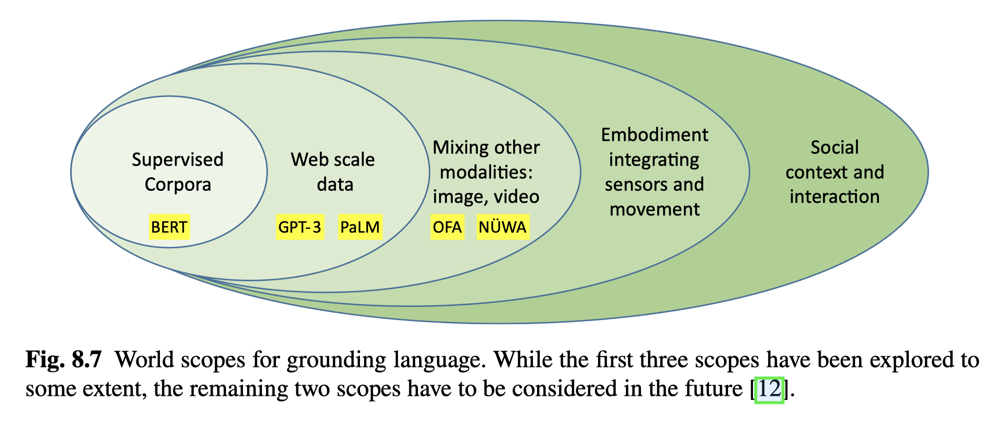 Supervised
Corpora
BERT
Web scale
data
GPT-3 PaLM
Mixing other
modalities:
image, video
OFA NÜWA
Embodiment
integrating
sensors and
movement
Social
context and
interaction
Fig. 8.7 World scopes for grounding language. While the first three scopes have been explored to
some extent, the remaining two scopes have to be considered in the future [12].